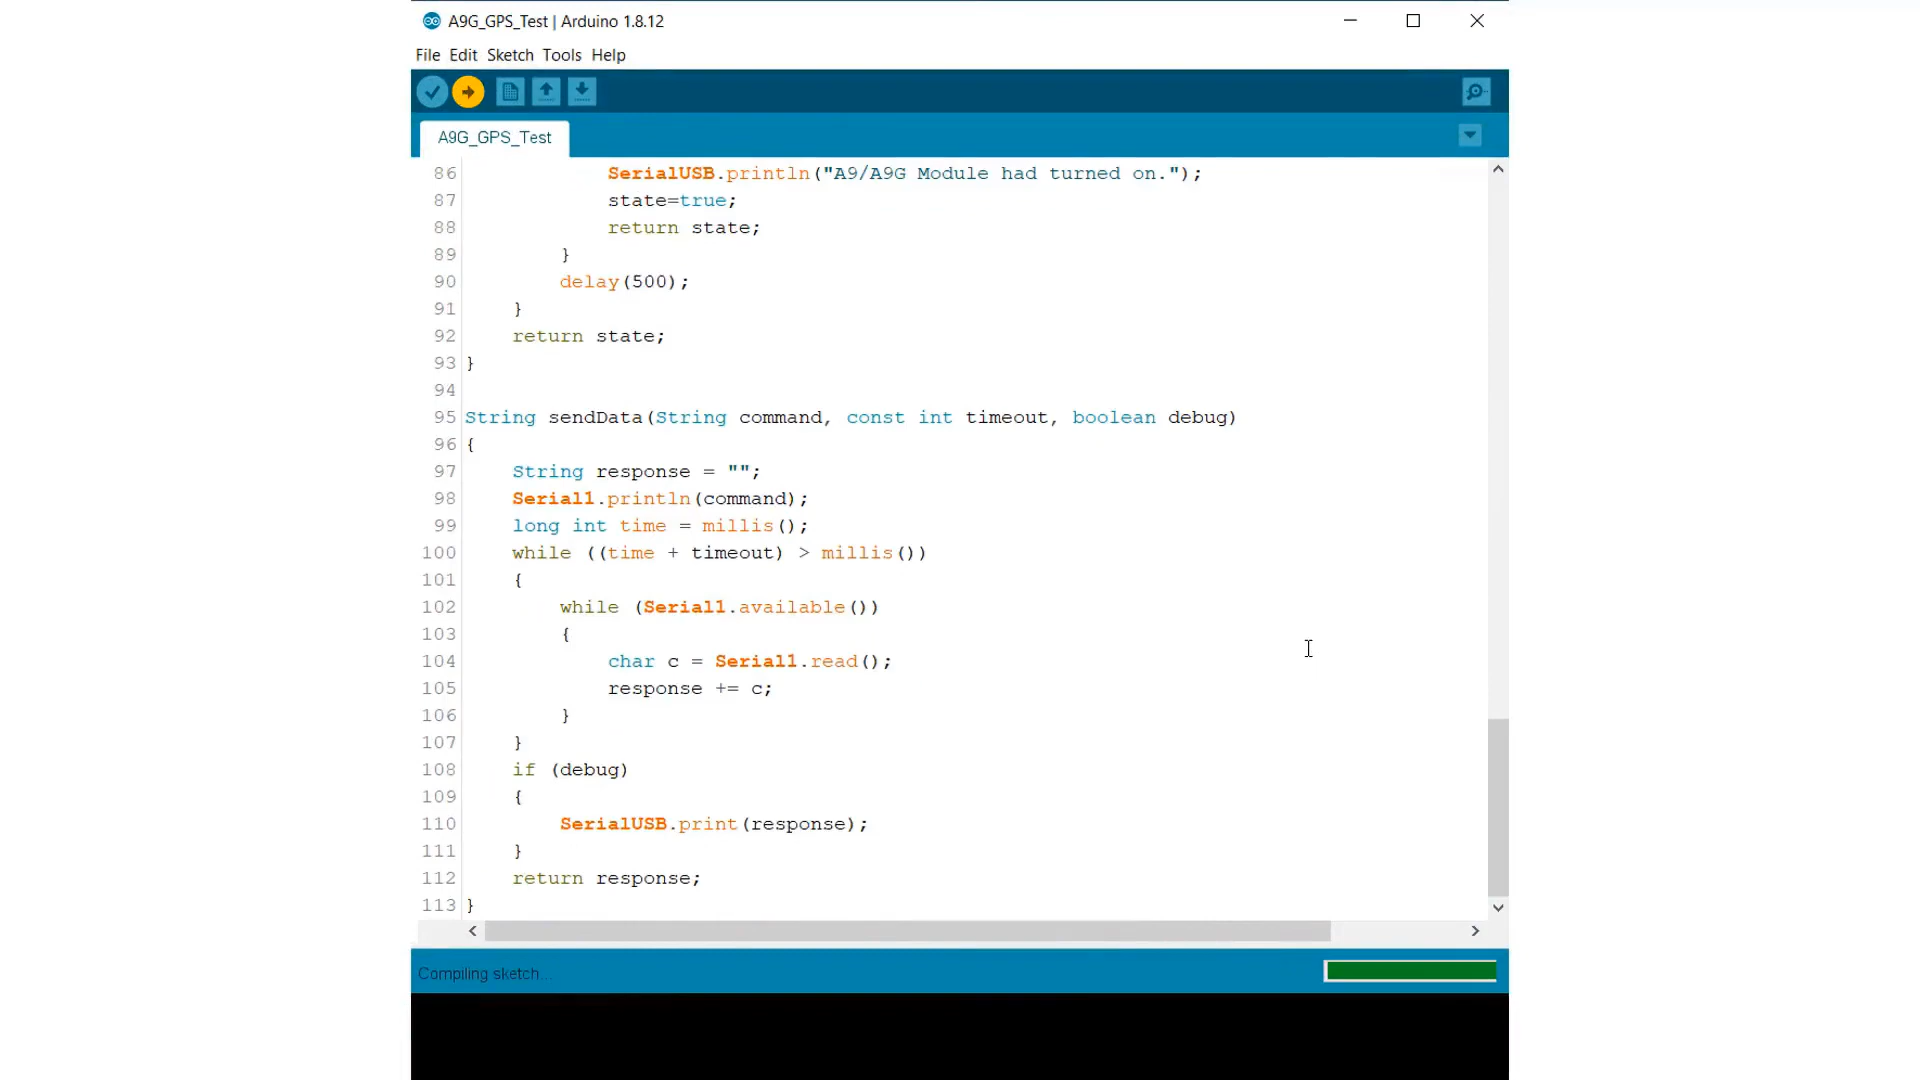 A9G_GPS_Test | Arduino 1.8.12
File Edit Sketch Tools Help
A9G_GPS_Test
86 SerialUSB.println("A9/A9G Module had turned on.");
87 state=true;
88 return state;
89 }
90 delay(500);
91 }
92 return state;
93 }
94
95 String sendData(String command, const int timeout, boolean debug)
96 {
97 String response = "";
98 Serial1.println(command);
99 long int time = millis();
100 while ((time + timeout) > millis())
101 {
102 while (Serial1.available())
103 {
104 char c = Serial1.read();
105 response += c;
106 }
107 }
108 if (debug)
109 {
110 SerialUSB.print(response);
111 }
112 return response;
113 }
Compiling sketch...